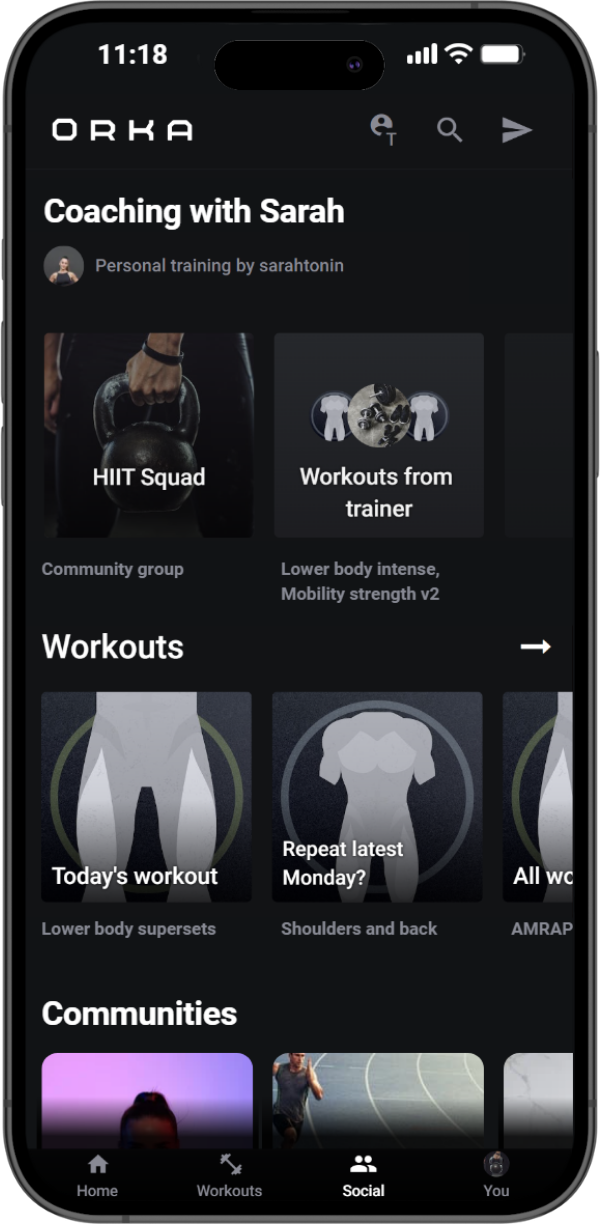 11:18
ORKA
T
Coaching with Sarah
Personal training by sarahtonin
HIIT Squad
Workouts from
trainer
Community group
Lower body intense,
Mobility strength v2
Workouts
Today's workout
Repeat latest
Monday?
All wo
Lower body supersets
Shoulders and back
AMRAP
Communities
Home
Workouts
Social
You